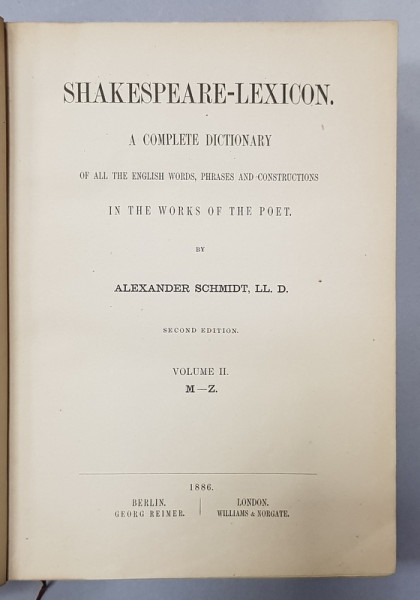 SHAKESPEARE-LEXICON.
A COMPLETE DICTIONARY
OF ALL THE ENGLISH WORDS, PHRASES AND CONSTRUCTIONS
IN THE WORKS OF THE POET.
BY
ALEXANDER SCHMIDT, LL. D.
SECOND EDITION.
VOLUME II.
M—Z.
1886.
BERLIN.
GEORG REIMER.
LONDON.
WILLIAMS & NORGATE.